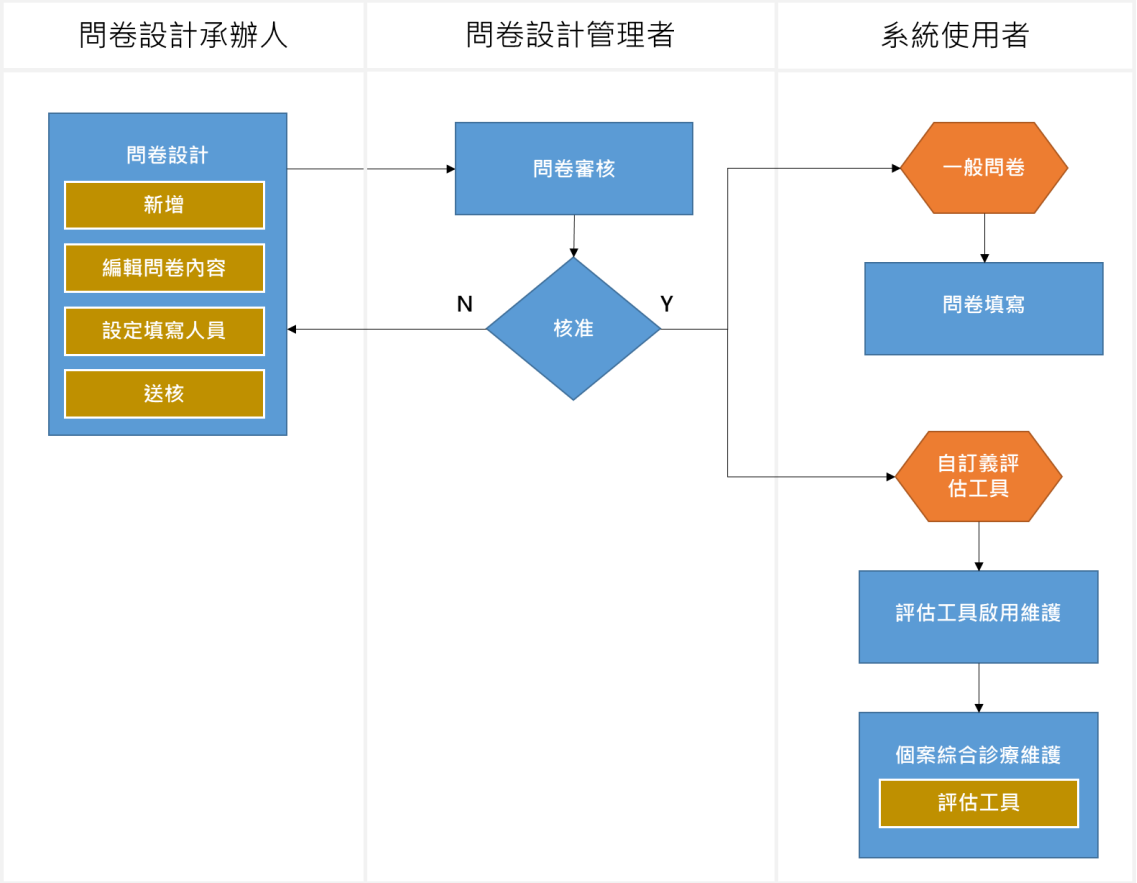 問卷設計承辦人
問卷設計管理者
系統使用者
問卷設計
新增
編輯問卷內容
設定填寫人員
送核
問卷審核
N
核准
Y
一般問卷
問卷填寫
自訂義評
估工具
評估工具啟用維護
個案綜合診療維護
評估工具